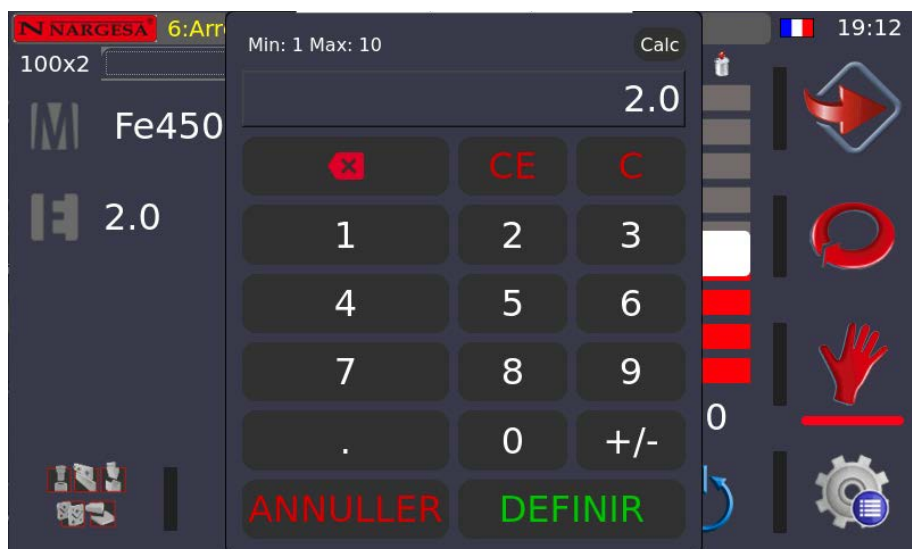 NARGESA
6:Arr
19:12
Min: 1 Max: 10
Calc
100x2
2.0
Fe450
CE
C
2.0
1
2
3
4
5
6
7
8
9
0
.
0
+/-
ANNULLER
DEFINIR